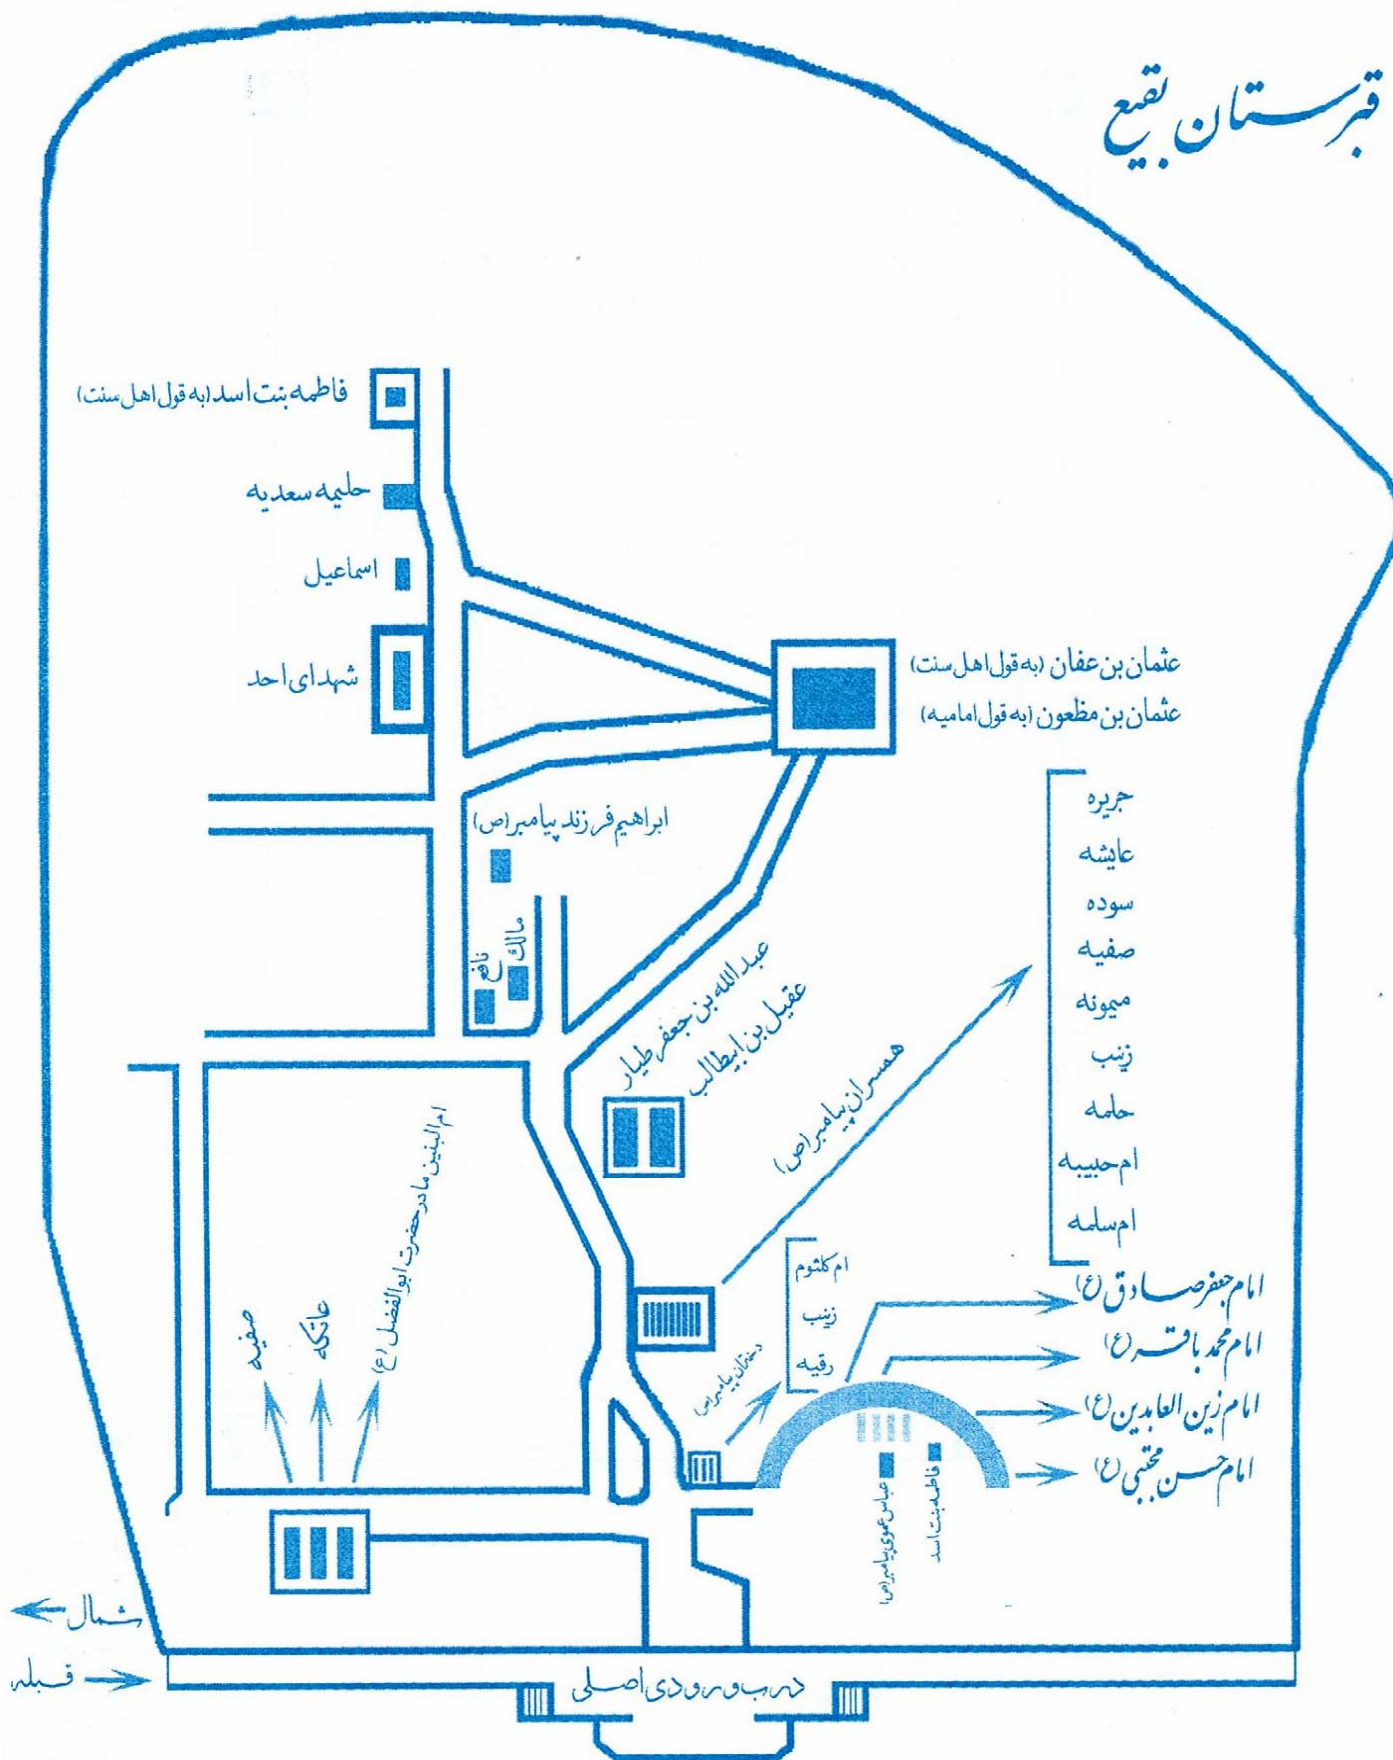 قبرستان بقیع
فاطمه بنت اسد (به قول اهل سنت)
حلیمه سعدیه
اسماعیل
شهدای احد
عثمان بن عفان (به قول اهل سنت)
عثمان بن مظعون (به قول امامیه)
ابراهیم فرزند پیامبر (ص)
مالک
نافع
عبدالله بن جعفر طیار
عقیل بن ابیطالب
همسران پیامبر (ص)
جریره
عایشه
سوده
صفیه
میمونه
زینب
حلمه
ام حبیبه
ام سلمه
ام کلثوم
زینب
رقیه
دختران پیامبر (ص)
امام جعفر صادق (ع)
امام محمد باقر (ع)
امام زین العابدین (ع)
امام حسن مجتبی (ع)
عباس عموی پیامبر (ص)
فاطمه بنت اسد
صفیه
عاتکه
ام البنین مادر حضرت ابوالفضل (ع)
شمال
قبله
درب ورودی اصلی